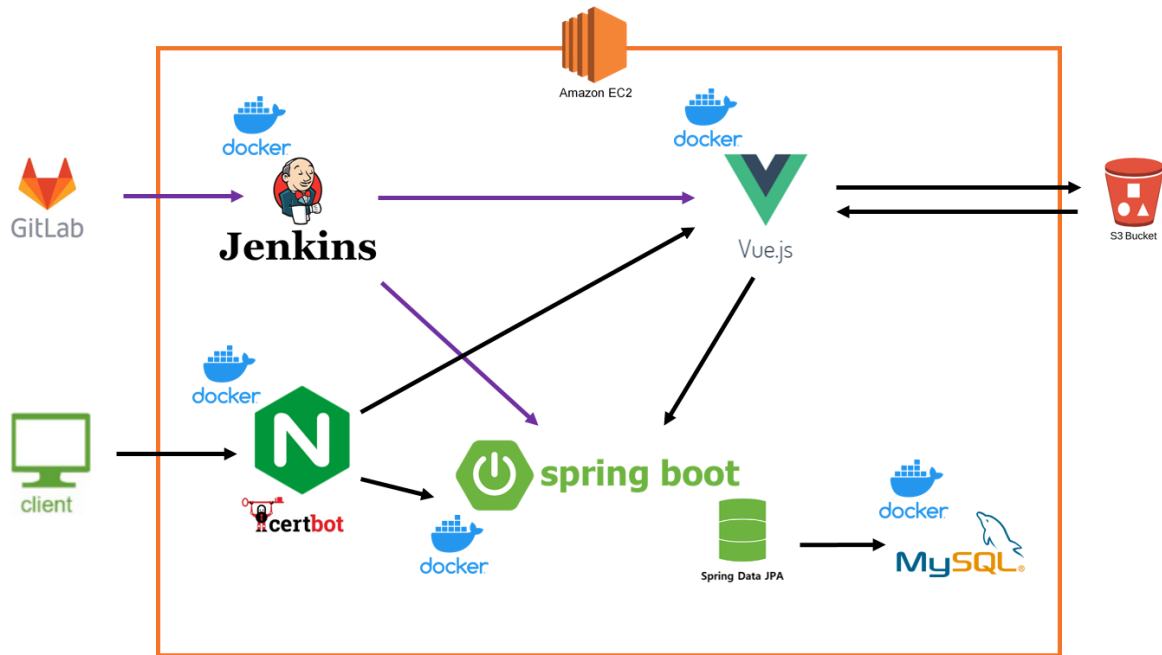 Amazon EC2
docker
docker
GitLab
Jenkins
Vue.js
S3 Bucket
docker
client
N
certbot
spring boot
docker
docker
Spring Data JPA
MySQL®